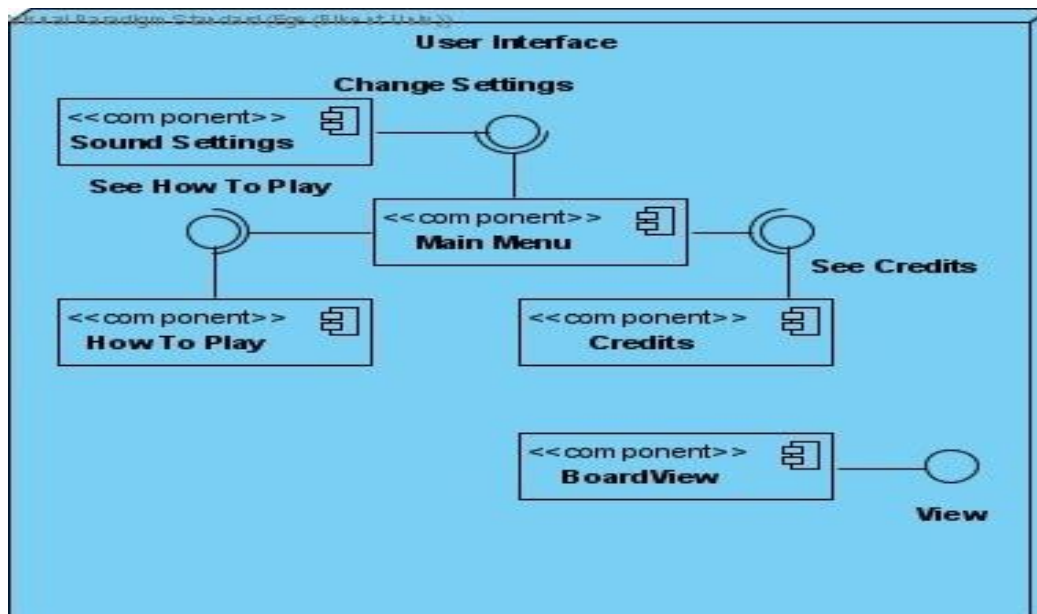 User Interface
Change Settings
<<component>>
Sound Settings
See How To Play
<<component>>
Main Menu
See Credits
<<component>>
How To Play
<<component>>
Credits
<<component>>
BoardView
View